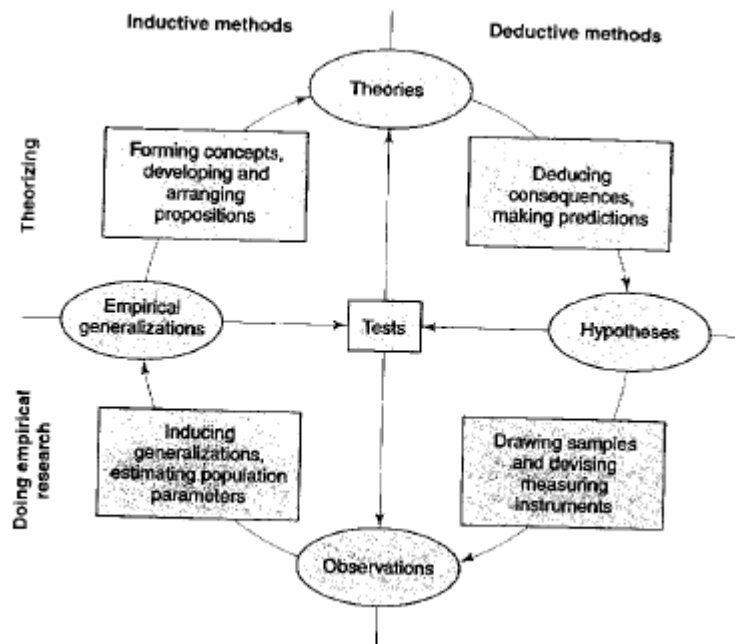 Inductive methods
Deductive methods
Theories
Theorizing
Forming concepts,
developing and
arranging
propositions
Deducing
consequences,
making predictions
Empirical
generalizations
Tests
Hypotheses
Doing empirical
research
Inducing
generalizations,
estimating population
parameters
Drawing samples
and devising
measuring
instruments
Observations